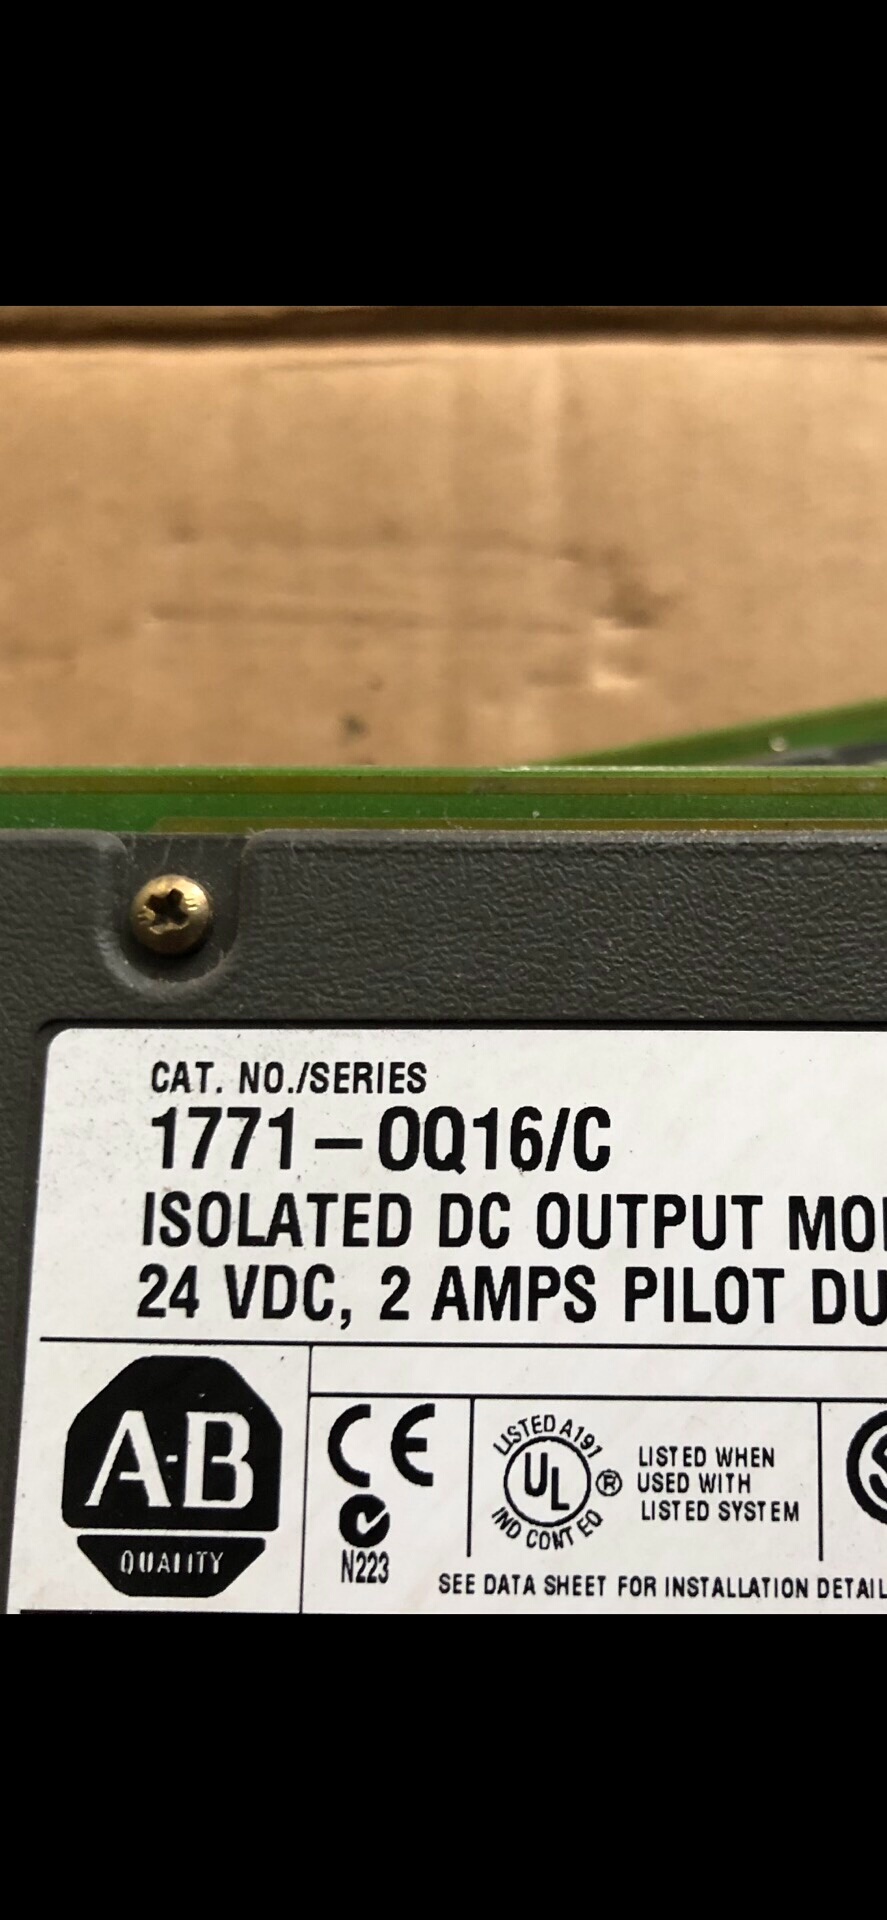 CAT. NO./SERIES
1771-OQ16/C
ISOLATED DC OUTPUT
24 VDC, 2 AMPS PILOT
A-B
QUALITY
CE
N223
LISTED A191
UL
®
IND CONT EQ
LISTED WHEN
USED WITH
LISTED SYSTEM
SEE DATA SHEET FOR INSTALLATION